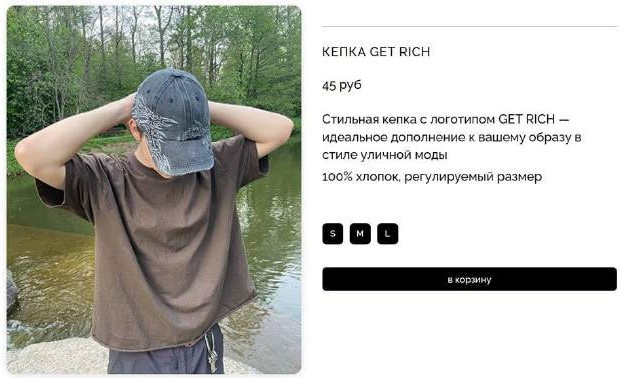 КЕПКА GET RICH
45 руб
Стильная кепка с логотипом GET RICH —
идеальное дополнение к вашему образу в
стиле уличной моды
100% хлопок, регулируемый размер
S M L
в корзину